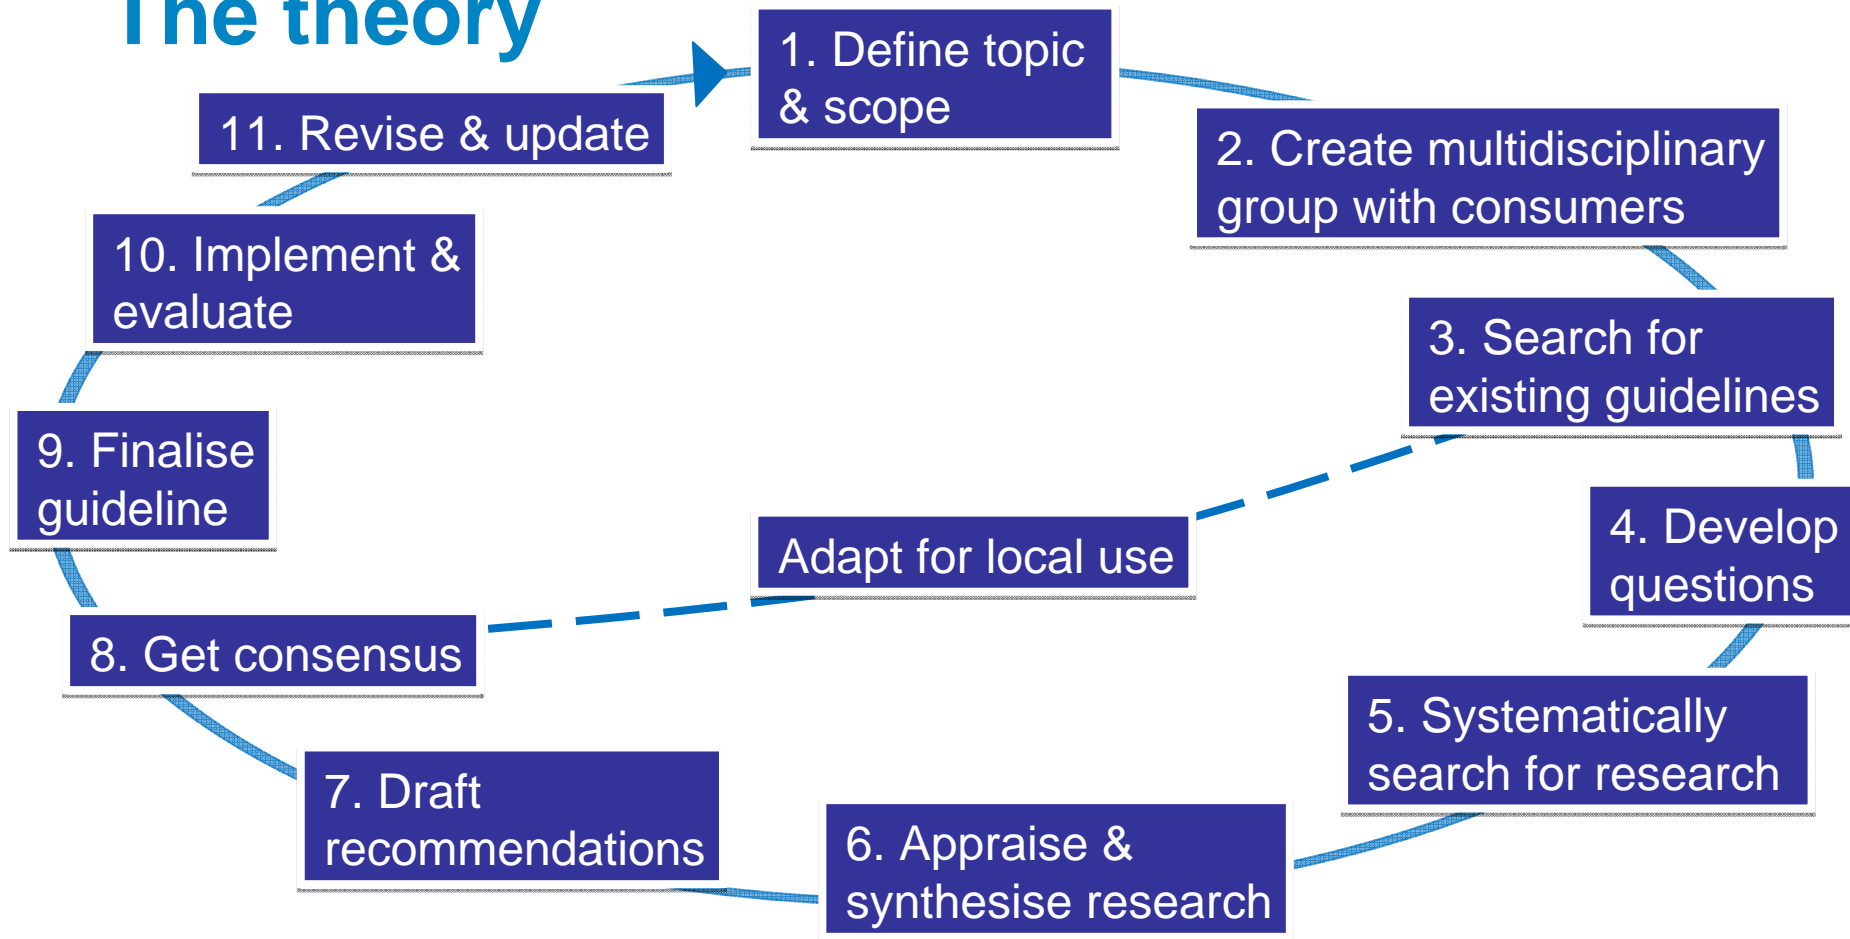 The theory
1. Define topic
& scope
2. Create multidisciplinary
group with consumers
3. Search for
existing guidelines
4. Develop
questions
5. Systematically
search for research
6. Appraise &
synthesise research
7. Draft
recommendations
8. Get consensus
9. Finalise
guideline
10. Implement &
evaluate
11. Revise & update
Adapt for local use